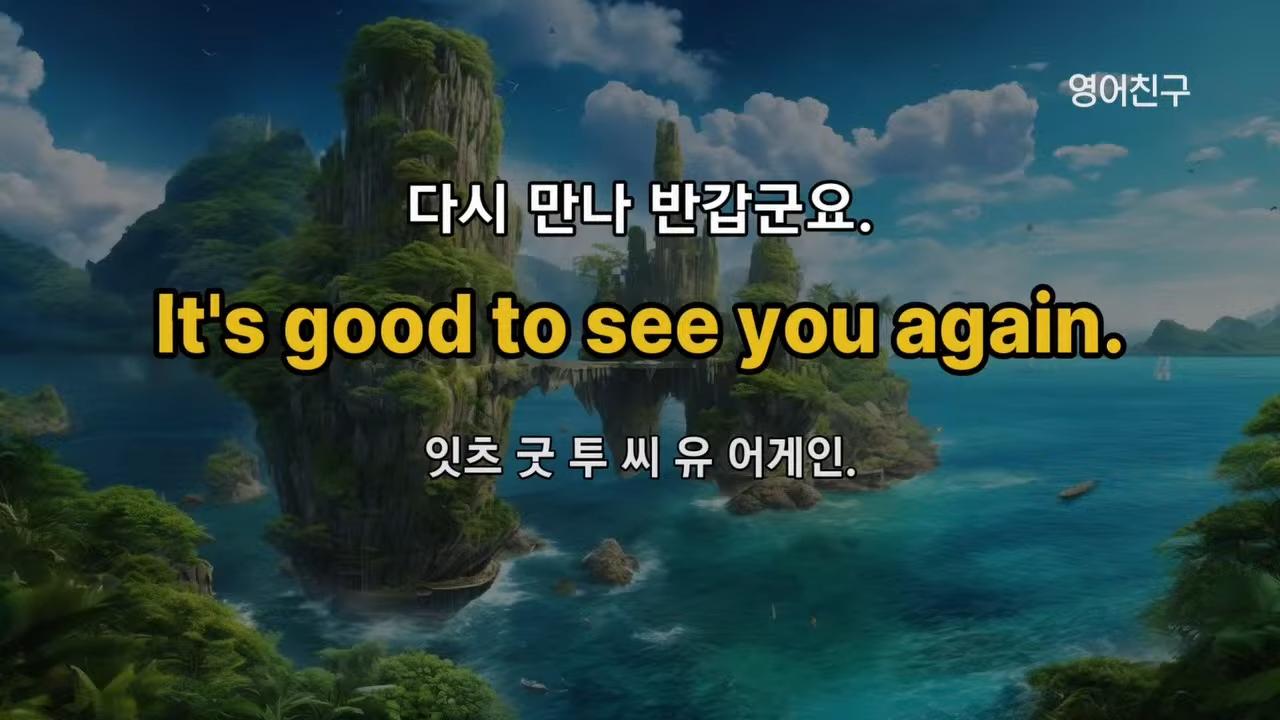 영어친구
다시 만나 반갑군요.
It's good to see you again.
잇츠 굿 투 씨 유 어게인.